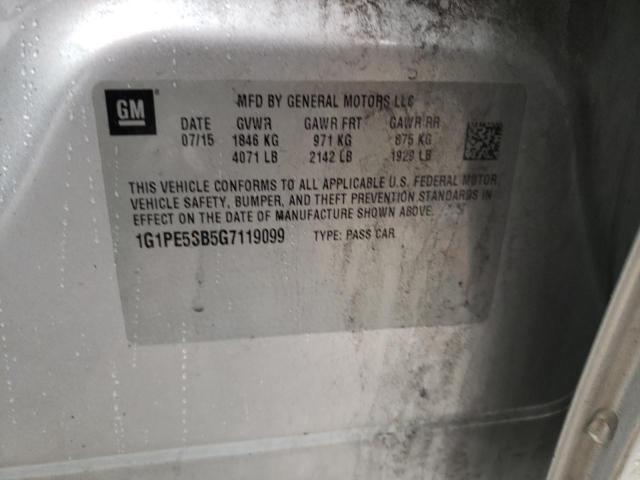 GM
MFD BY GENERAL MOTORS LLC
DATE GVWR GAWR FRT GAWR RR
07/15 1846 KG 971 KG 875 KG
4071 LB 2142 LB 1929 LB
THIS VEHICLE CONFORMS TO ALL APPLICABLE U.S. FEDERAL MOTOR
VEHICLE SAFETY, BUMPER, AND THEFT PREVENTION STANDARDS IN
EFFECT ON THE DATE OF MANUFACTURE SHOWN ABOVE.
1G1PE5SB5G7119099 TYPE: PASS CAR